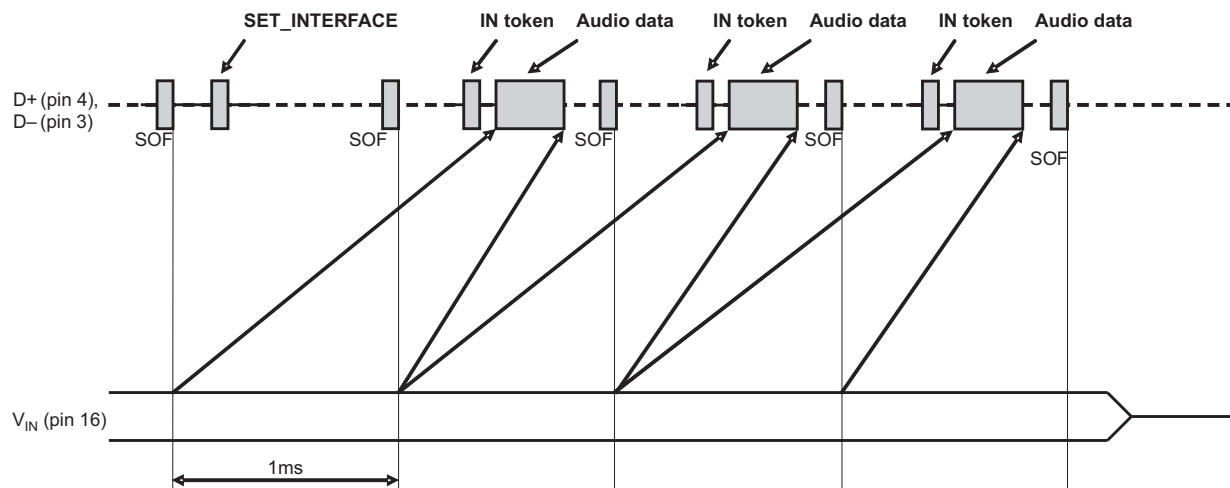 SET_INTERFACE
IN token
Audio data
IN token
Audio data
IN token
Audio data
D+ (pin 4),
D– (pin 3)
SOF
SOF
SOF
SOF
SOF
VIN (pin 16)
1ms